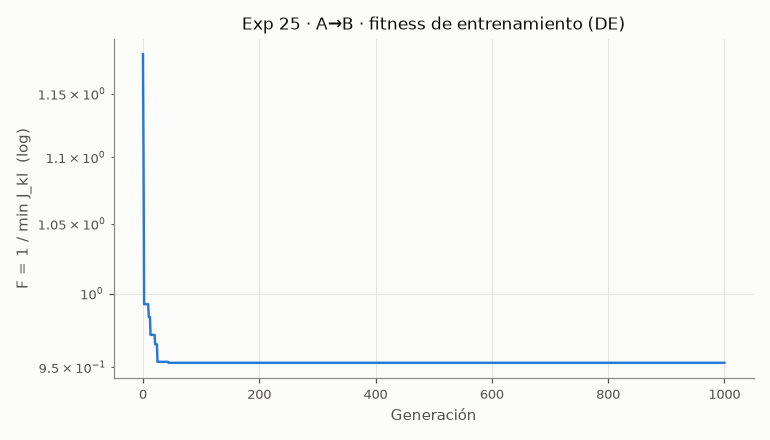 Exp 25 · A→B · fitness de entrenamiento (DE)
F = 1 / min J_kl (log)
1.15 × 10⁰
1.1 × 10⁰
1.05 × 10⁰
10⁰
9.5 × 10⁻¹
0 200 400 600 800 1000
Generación